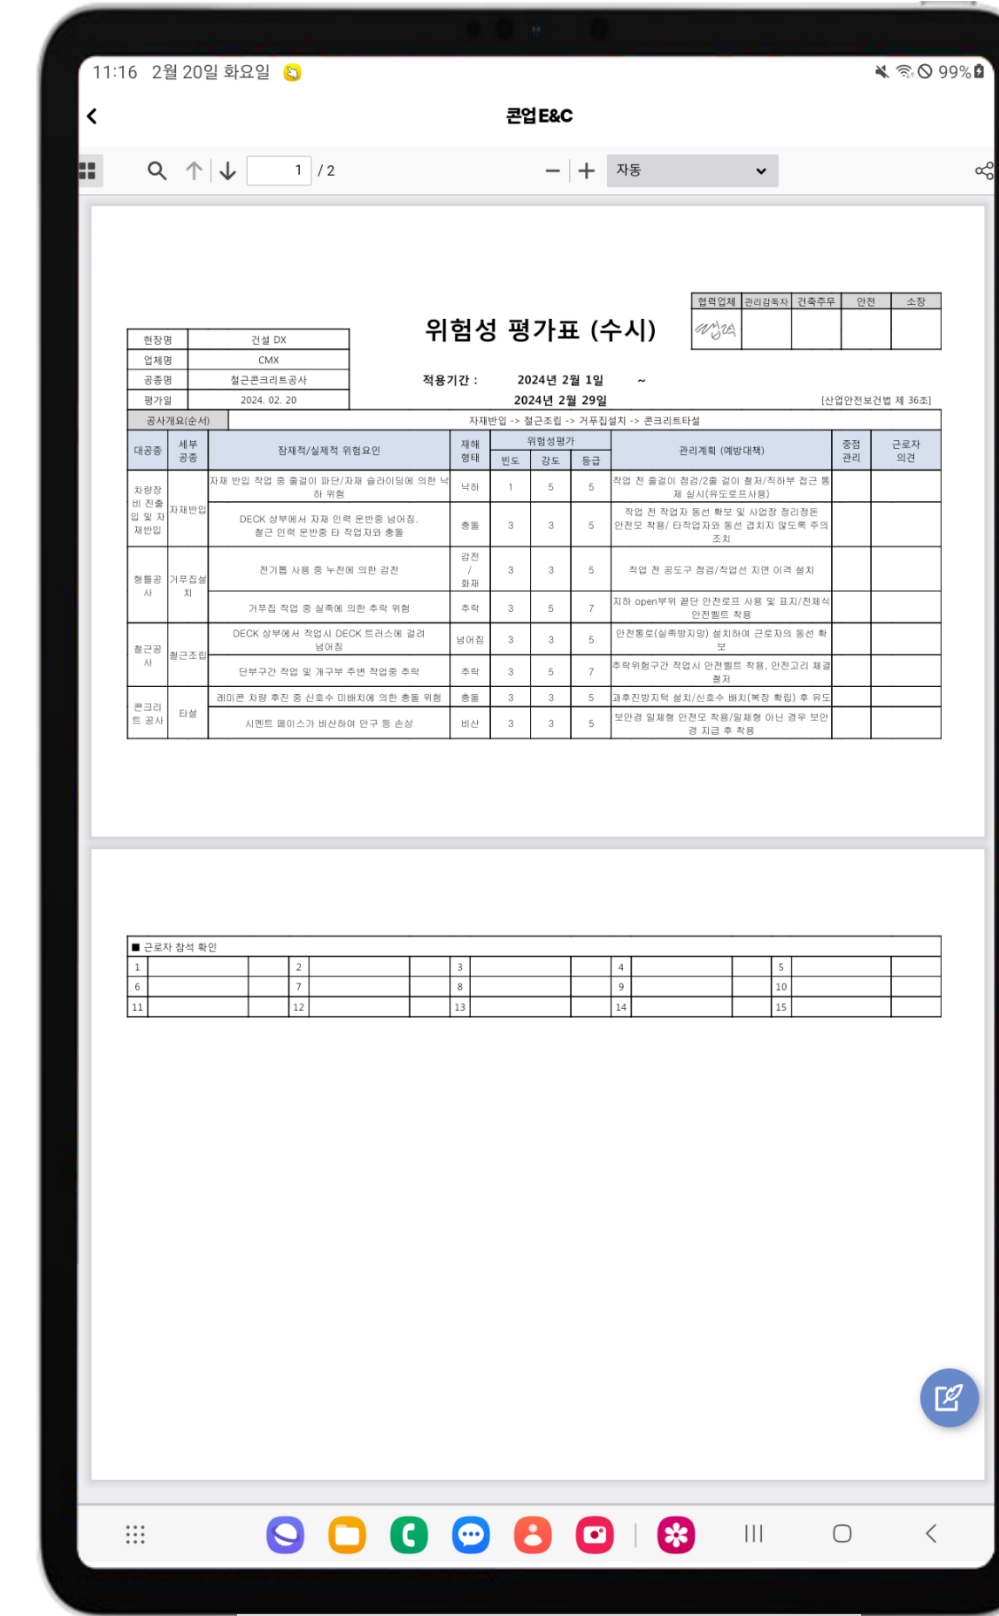 11:16 2월 20일 화요일 99%
콘업 E&C
1 / 2 자동
협력업체 관리감독자 건축주무 안전 소장
위험성 평가표 (수시)
현장명 건설 DX
업체명 CMX
공종명 철근콘크리트공사
평가일 2024. 02. 20
적용기간 : 2024년 2월 1일 ~
2024년 2월 29일
[산업안전보건법 제 36조]
공사개요(순서) 자재반입 -> 철근조립 -> 거푸집설치 -> 콘크리트타설
대공종 세부 공종 잠재적/실제적 위험요인 재해 형태 위험성평가 관리계획 (예방대책) 중점 관리 근로자 의견
빈도 강도 등급
차량장비 진출입 및 자재반입 자재반입 자재 반입 작업 중 줄걸이 파단/자재 슬라이딩에 의한 낙하 위험 낙하 1 5 5 작업 전 줄걸이 점검/2줄 걸이 철저/직하부 접근 통제 실시(유도로프사용)
DECK 상부에서 자재 인력 운반중 넘어짐. 철근 인력 운반중 타 작업자와 충돌 충돌 3 3 5 작업 전 작업자 동선 확보 및 사업장 정리정돈 안전모 착용/ 타작업자와 동선 겹치지 않도록 주의 조치
형틀공사 거푸집설치 전기톱 사용 중 누전에 의한 감전 감전 / 화재 3 3 5 작업 전 공도구 점검/작업선 지면 이격 설치
거푸집 작업 중 실족에 의한 추락 위험 추락 3 5 7 지하 open부위 끝단 안전로프 사용 및 표지/전체식 안전벨트 착용
철근공사 철근조립 DECK 상부에서 작업시 DECK 트러스에 걸려 넘어짐 넘어짐 3 3 5 안전통로(실족방지망) 설치하여 근로자의 동선 확보
단부구간 작업 및 개구부 주변 작업중 추락 추락 3 5 7 추락위험구간 작업시 안전벨트 착용, 안전고리 체결 철저
콘크리트 공사 타설 레미콘 차량 후진 중 신호수 미배치에 의한 충돌 위험 충돌 3 3 5 과후진방지턱 설치/신호수 배치(복장 확립) 후 유도
시멘트 페이스가 비산하여 안구 등 손상 비산 3 3 5 보안경 일체형 안전모 착용/일체형 아닌 경우 보안경 지급 후 착용
■ 근로자 참석 확인
1 2 3 4 5
6 7 8 9 10
11 12 13 14 15